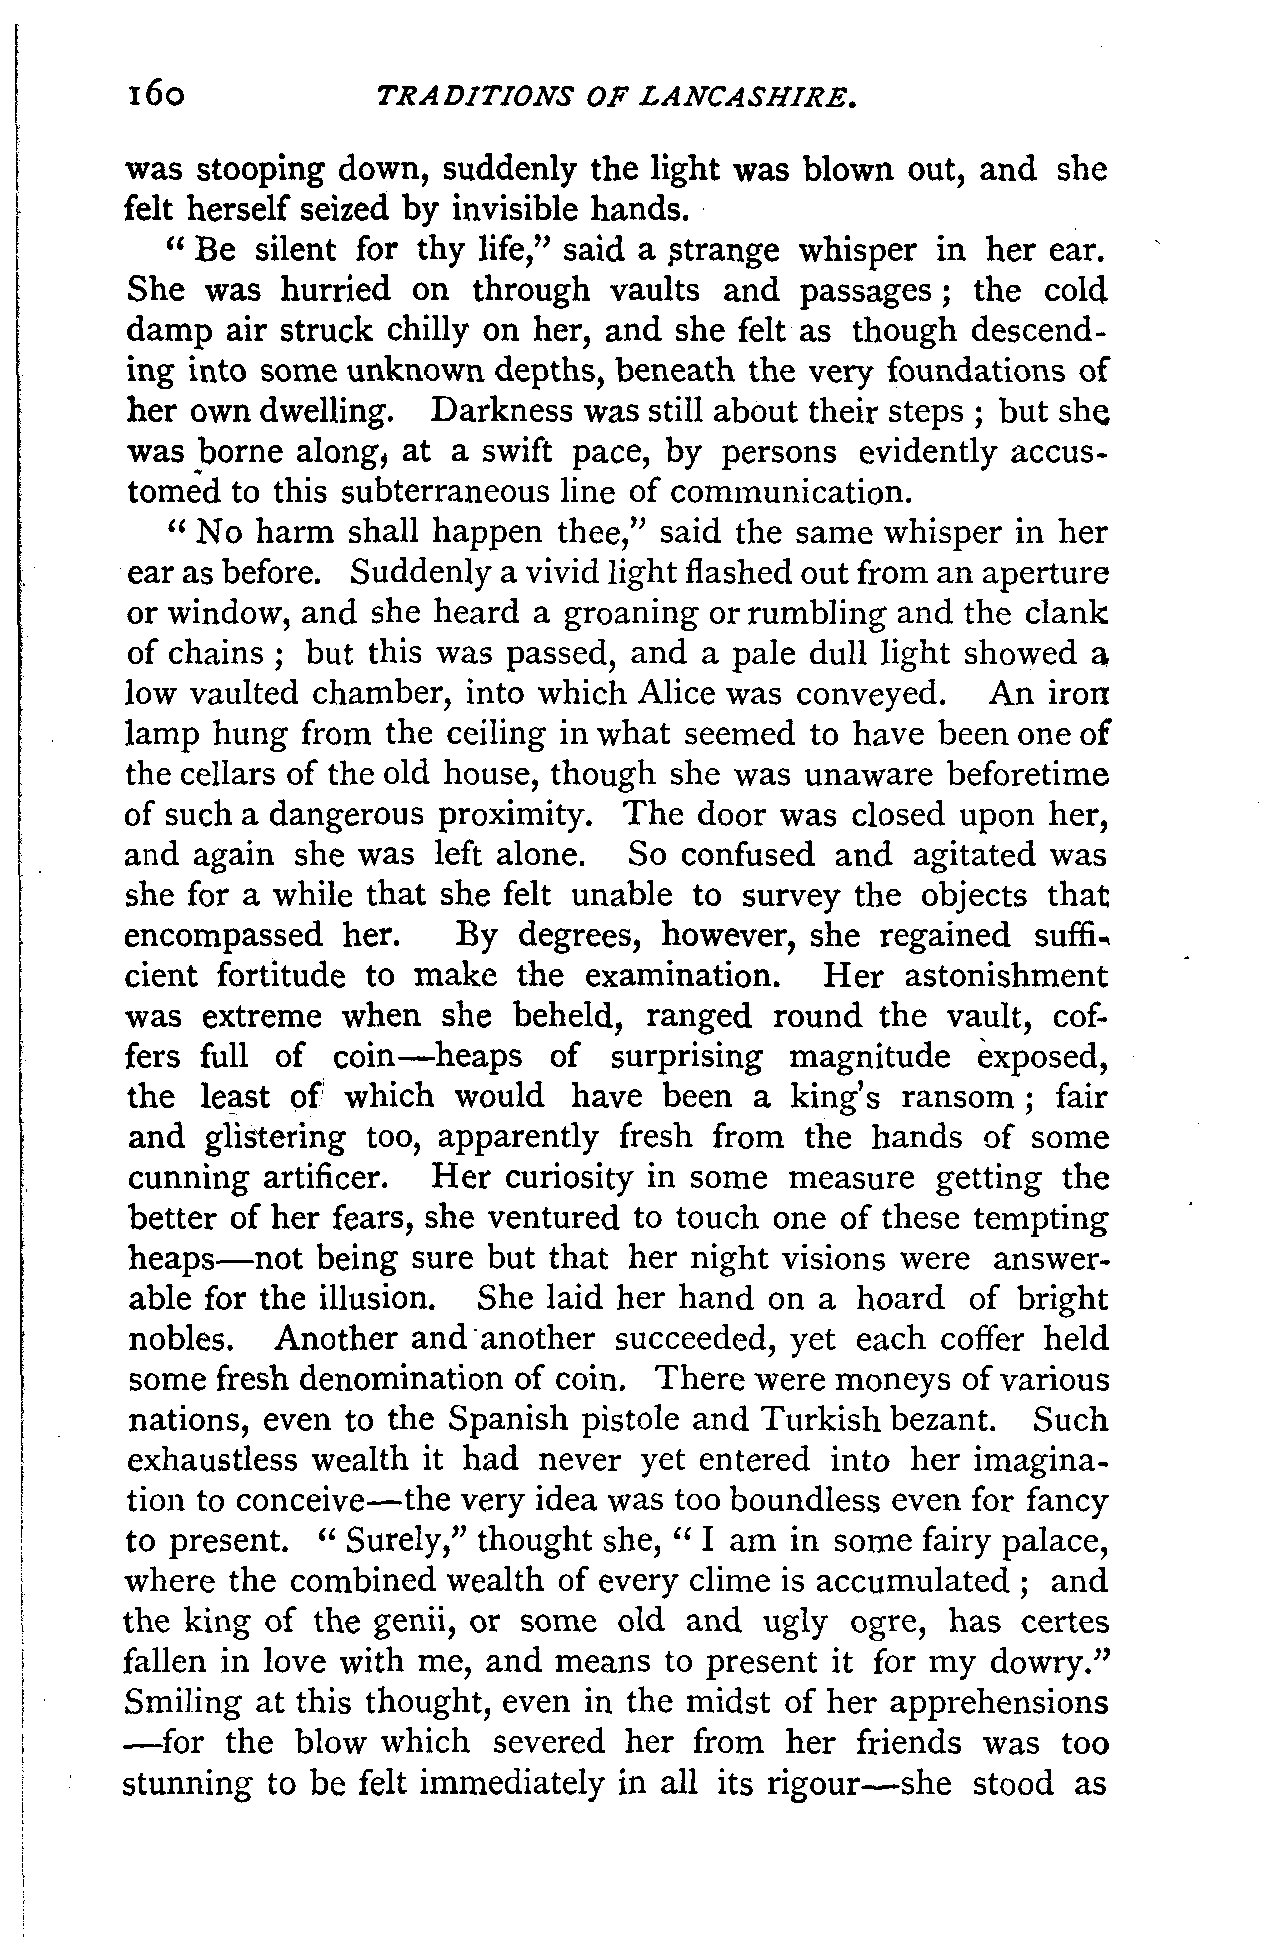 160 TRADITIONS OF LANCASHIRE.
was stooping down, suddenly the light was blown out, and she
felt herself seized by invisible hands.
“ Be silent for thy life,” said a strange whisper in her ear.
She was hurried on through vaults and passages ; the cold
damp air struck chilly on her, and she felt as though descend-
ing into some unknown depths, beneath the very foundations of
her own dwelling. Darkness was still about their steps ; but she
was borne along, at a swift pace, by persons evidently accus-
tomed to this subterraneous line of communication.
“ No harm shall happen thee,” said the same whisper in her
ear as before. Suddenly a vivid light flashed out from an aperture
or window, and she heard a groaning or rumbling and the clank
of chains ; but this was passed, and a pale dull light showed a
low vaulted chamber, into which Alice was conveyed. An iron
lamp hung from the ceiling in what seemed to have been one of
the cellars of the old house, though she was unaware beforetime
of such a dangerous proximity. The door was closed upon her,
and again she was left alone. So confused and agitated was
she for a while that she felt unable to survey the objects that
encompassed her. By degrees, however, she regained suffi-
cient fortitude to make the examination. Her astonishment
was extreme when she beheld, ranged round the vault, cof-
fers full of coin—heaps of surprising magnitude exposed,
the least of which would have been a king's ransom ; fair
and glistering too, apparently fresh from the hands of some
cunning artificer. Her curiosity in some measure getting the
better of her fears, she ventured to touch one of these tempting
heaps—not being sure but that her night visions were answer-
able for the illusion. She laid her hand on a hoard of bright
nobles. Another and another succeeded, yet each coffer held
some fresh denomination of coin. There were moneys of various
nations, even to the Spanish pistole and Turkish bezant. Such
exhaustless wealth it had never yet entered into her imagina-
tion to conceive—the very idea was too boundless even for fancy
to present. “ Surely,” thought she, “ I am in some fairy palace,
where the combined wealth of every clime is accumulated ; and
the king of the genii, or some old and ugly ogre, has certes
fallen in love with me, and means to present it for my dowry.”
Smiling at this thought, even in the midst of her apprehensions
—for the blow which severed her from her friends was too
stunning to be felt immediately in all its rigour—she stood as